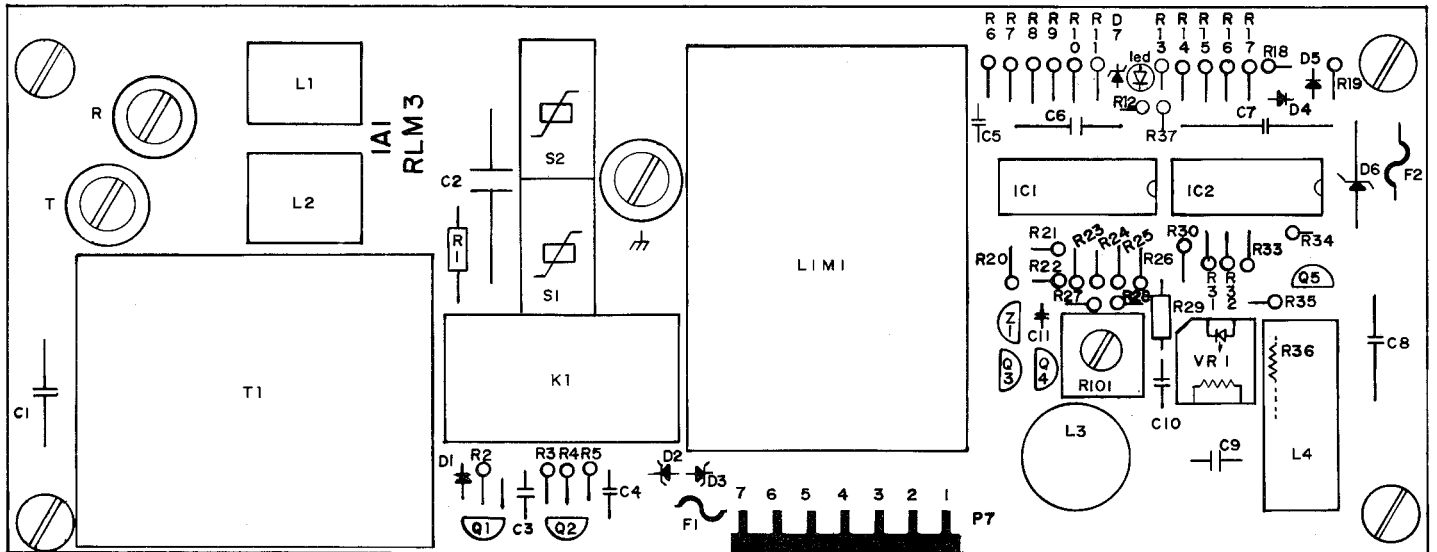 R6 R7 R8 R9 R10 R11 D7 R13 R14 R15 R16 R17 R18 D5
led
R19
R12 R37 C5 C6 C7 D4
L1
R
IA1
RLM3
S2
C2
L2
T
IC1 IC2 D6 F2
R1
S1
LIM1
R21 R23 R24 R25 R30 R34
R20 R22 R26 R33
R27 R28 R29 R31 R32 R35 Q5
Z1 C11
T1
K1
Q3 Q4 R101 VR1 R36 C8
C1
C10
L3
D1 R2 R3 R4 R5 D2 D3 C9 L4
C3 C4
Q1 Q2
F1
7 6 5 4 3 2 1 P7